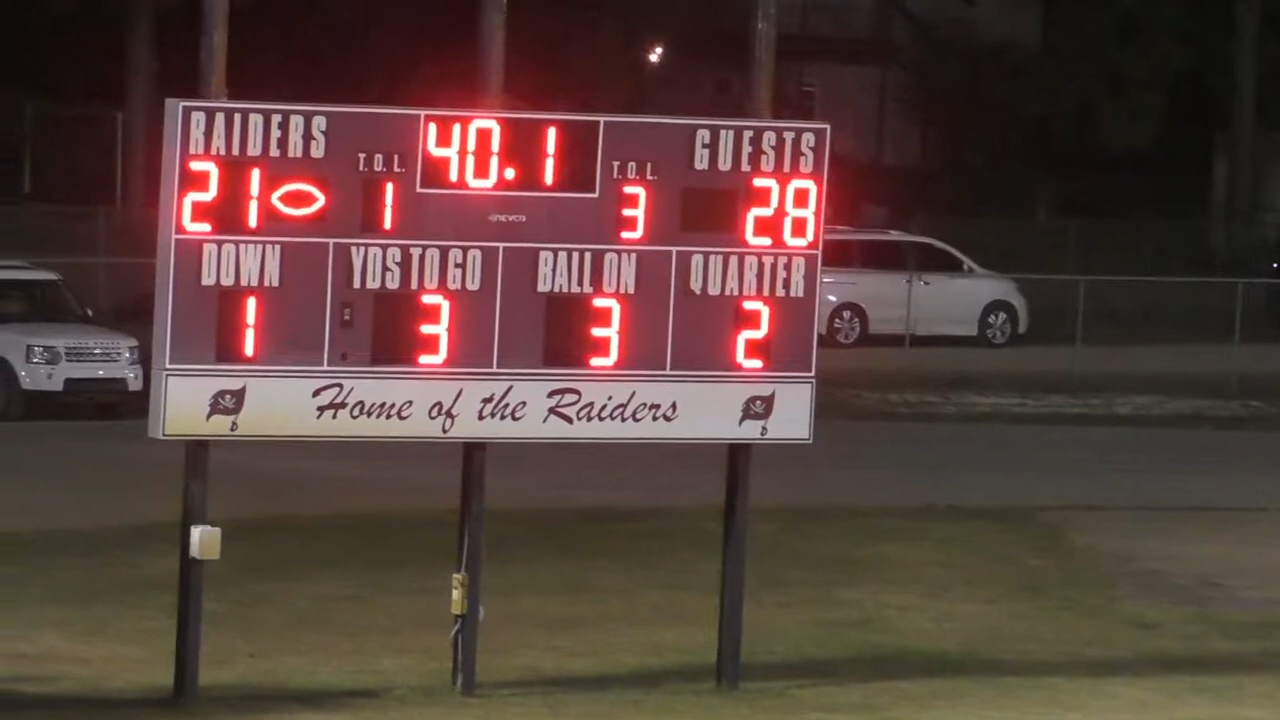 RAIDERS 40.1 GUESTS
T.O.L. T.O.L.
21 1 3 28
NEVCO
DOWN YDS TO GO BALL ON QUARTER
1 3 3 2
Home of the Raiders